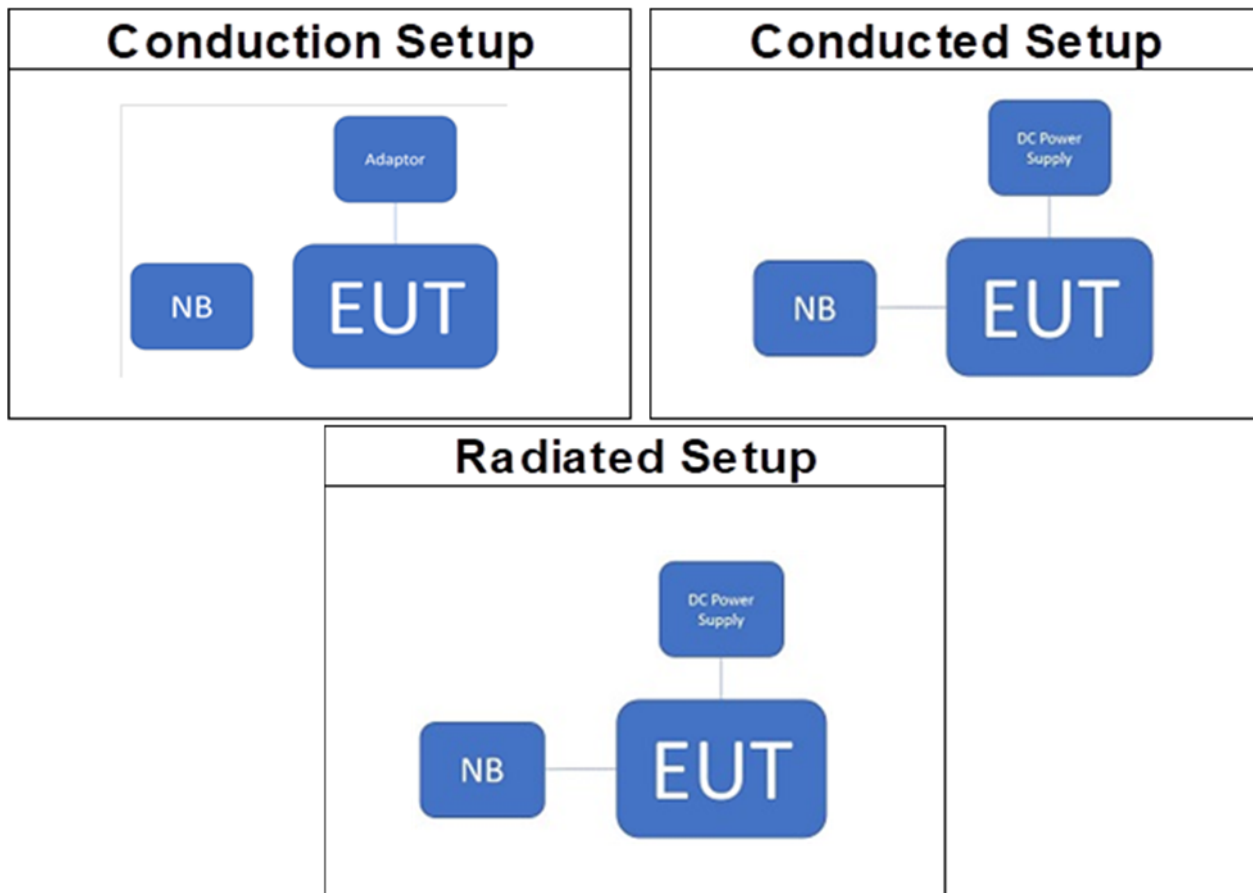 Conduction Setup
Adaptor
NB
EUT
Conducted Setup
DC Power
Supply
NB
EUT
Radiated Setup
DC Power
Supply
NB
EUT